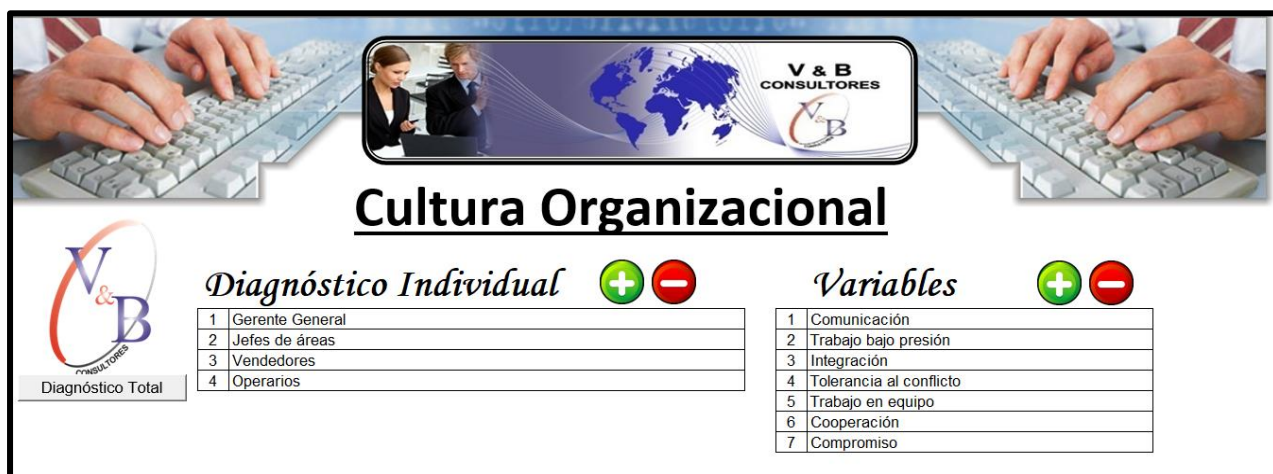 V & B
CONSULTORES
V&B
Cultura Organizacional
V&B
CONSULTORES
Diagnóstico Total
Diagnóstico Individual
1 Gerente General
2 Jefes de áreas
3 Vendedores
4 Operarios
Variables
1 Comunicación
2 Trabajo bajo presión
3 Integración
4 Tolerancia al conflicto
5 Trabajo en equipo
6 Cooperación
7 Compromiso